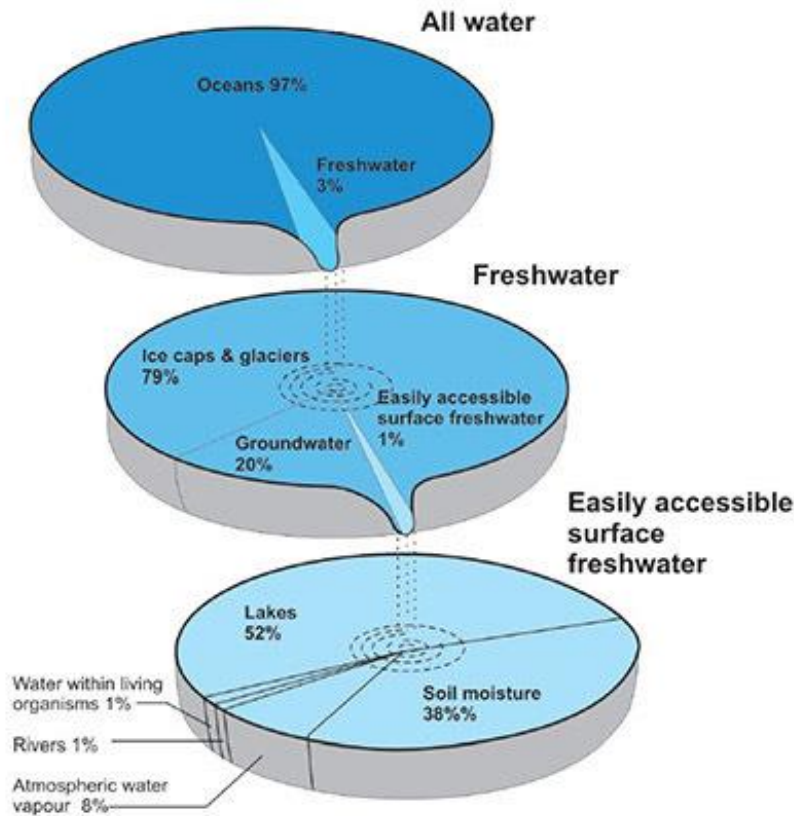 All water
Oceans 97%
Freshwater
3%
Freshwater
Ice caps & glaciers
79%
Easily accessible
surface freshwater
1%
Groundwater
20%
Easily accessible
surface
freshwater
Lakes
52%
Soil moisture
38%%
Water within living
organisms 1%
Rivers 1%
Atmospheric water
vapour 8%